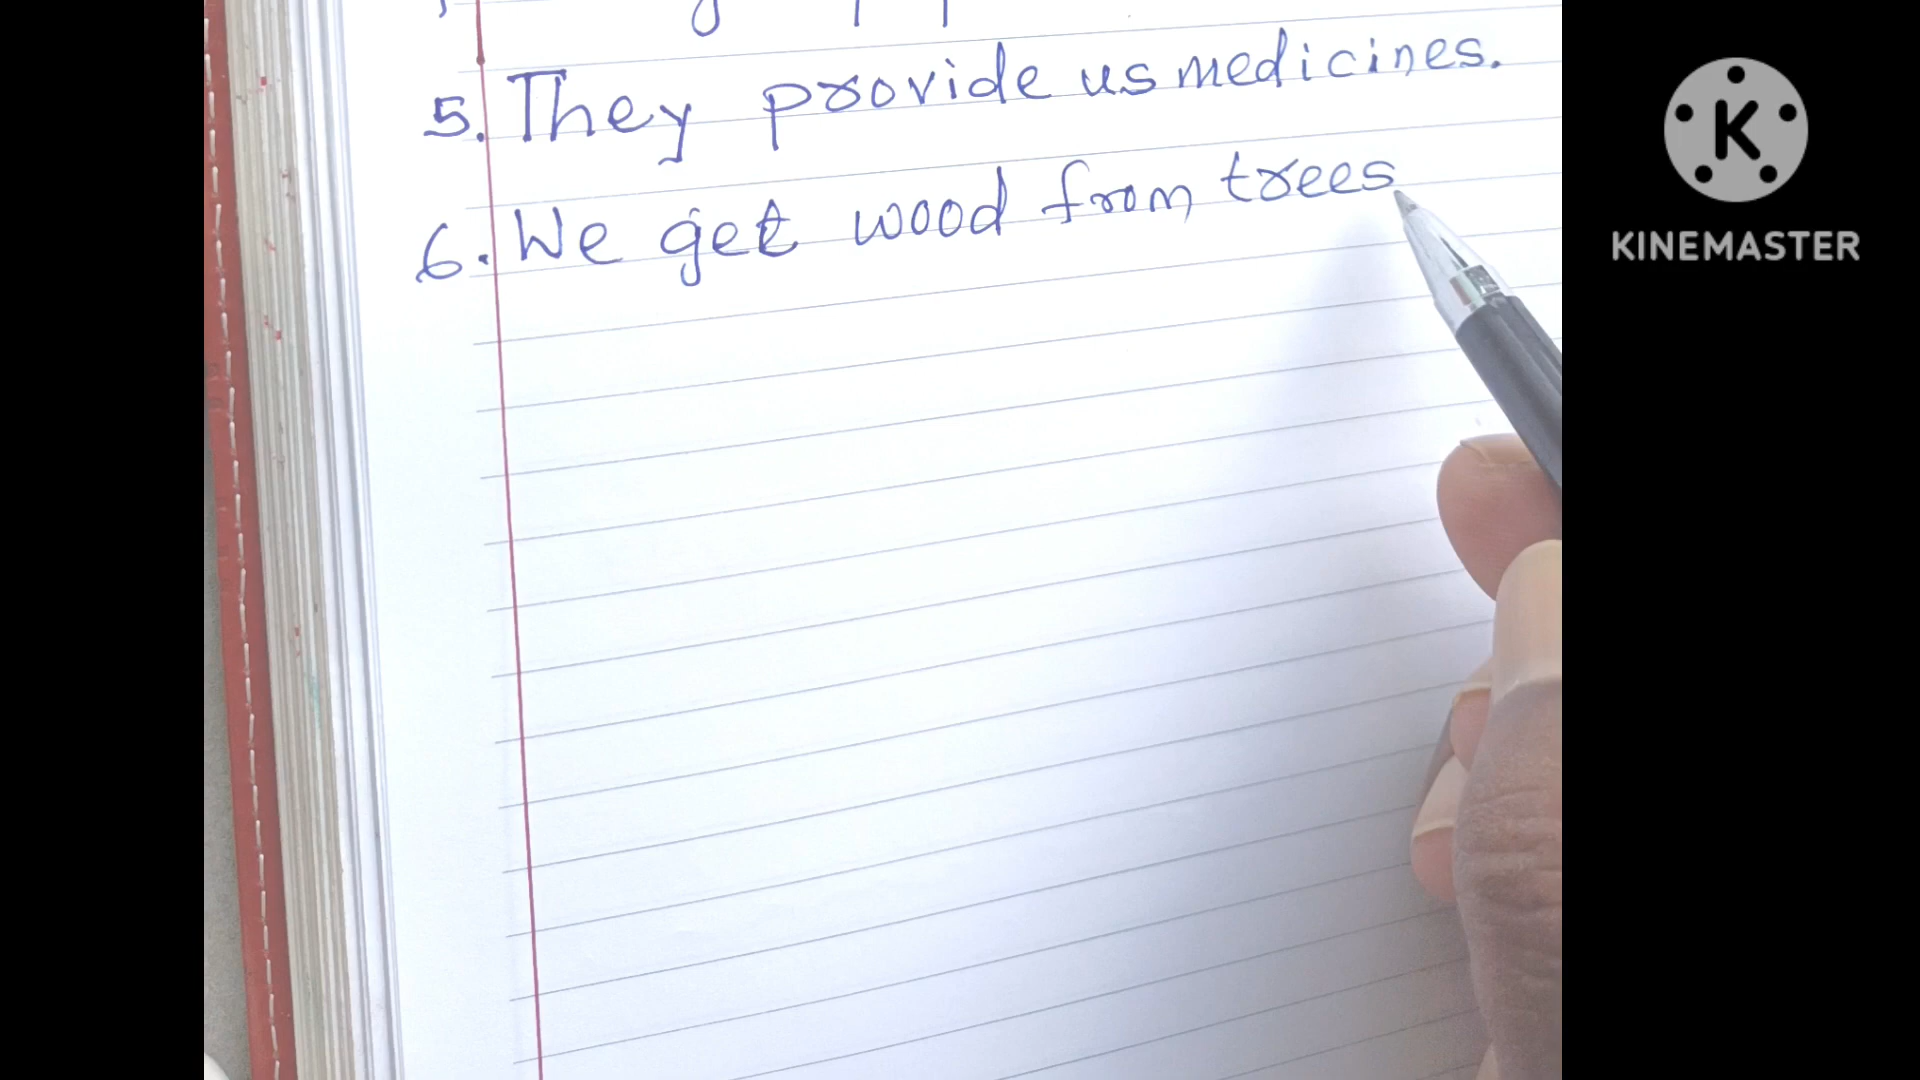 5. They provide us medicines.
6. We get wood from trees
K
KINEMASTER